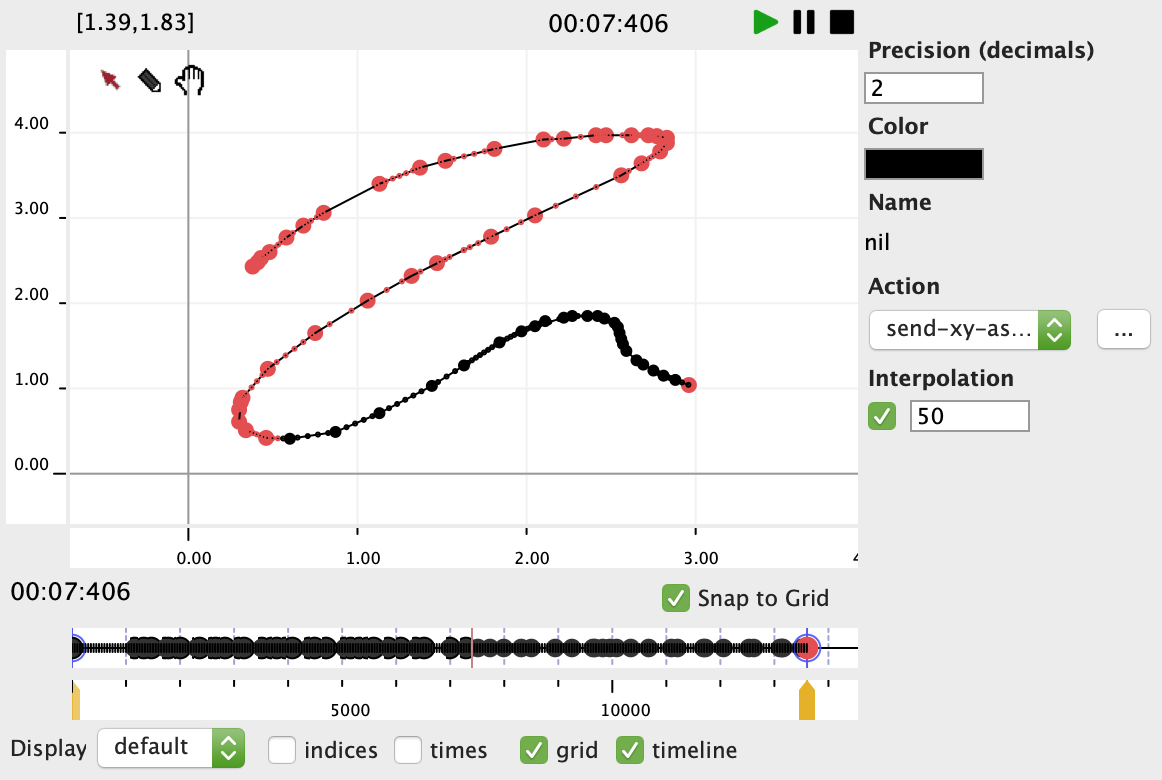 [1.39,1.83]
00:07:406
Precision (decimals)
2
Color
Name
nil
Action
send-xy-as...
...
Interpolation
50
4.00
3.00
2.00
1.00
0.00
0.00 1.00 2.00 3.00 4
00:07:406
Snap to Grid
5000 10000
Display default indices times grid timeline